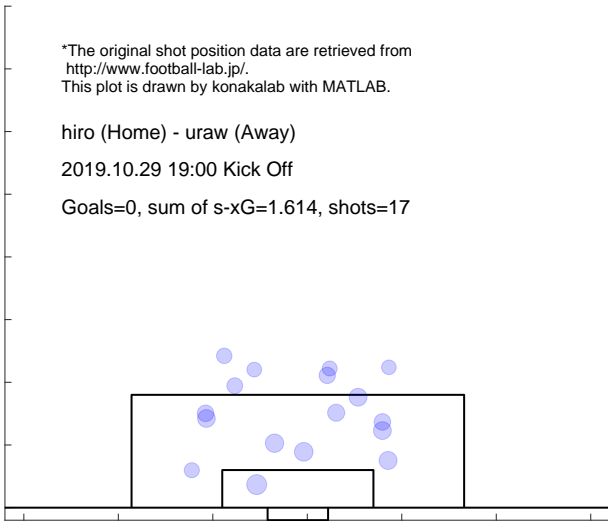 *The original shot position data are retrieved from
http://www.football-lab.jp/.
This plot is drawn by konakalab with MATLAB.
hiro (Home) - uraw (Away)
2019.10.29 19:00 Kick Off
Goals=0, sum of s-xG=1.614, shots=17